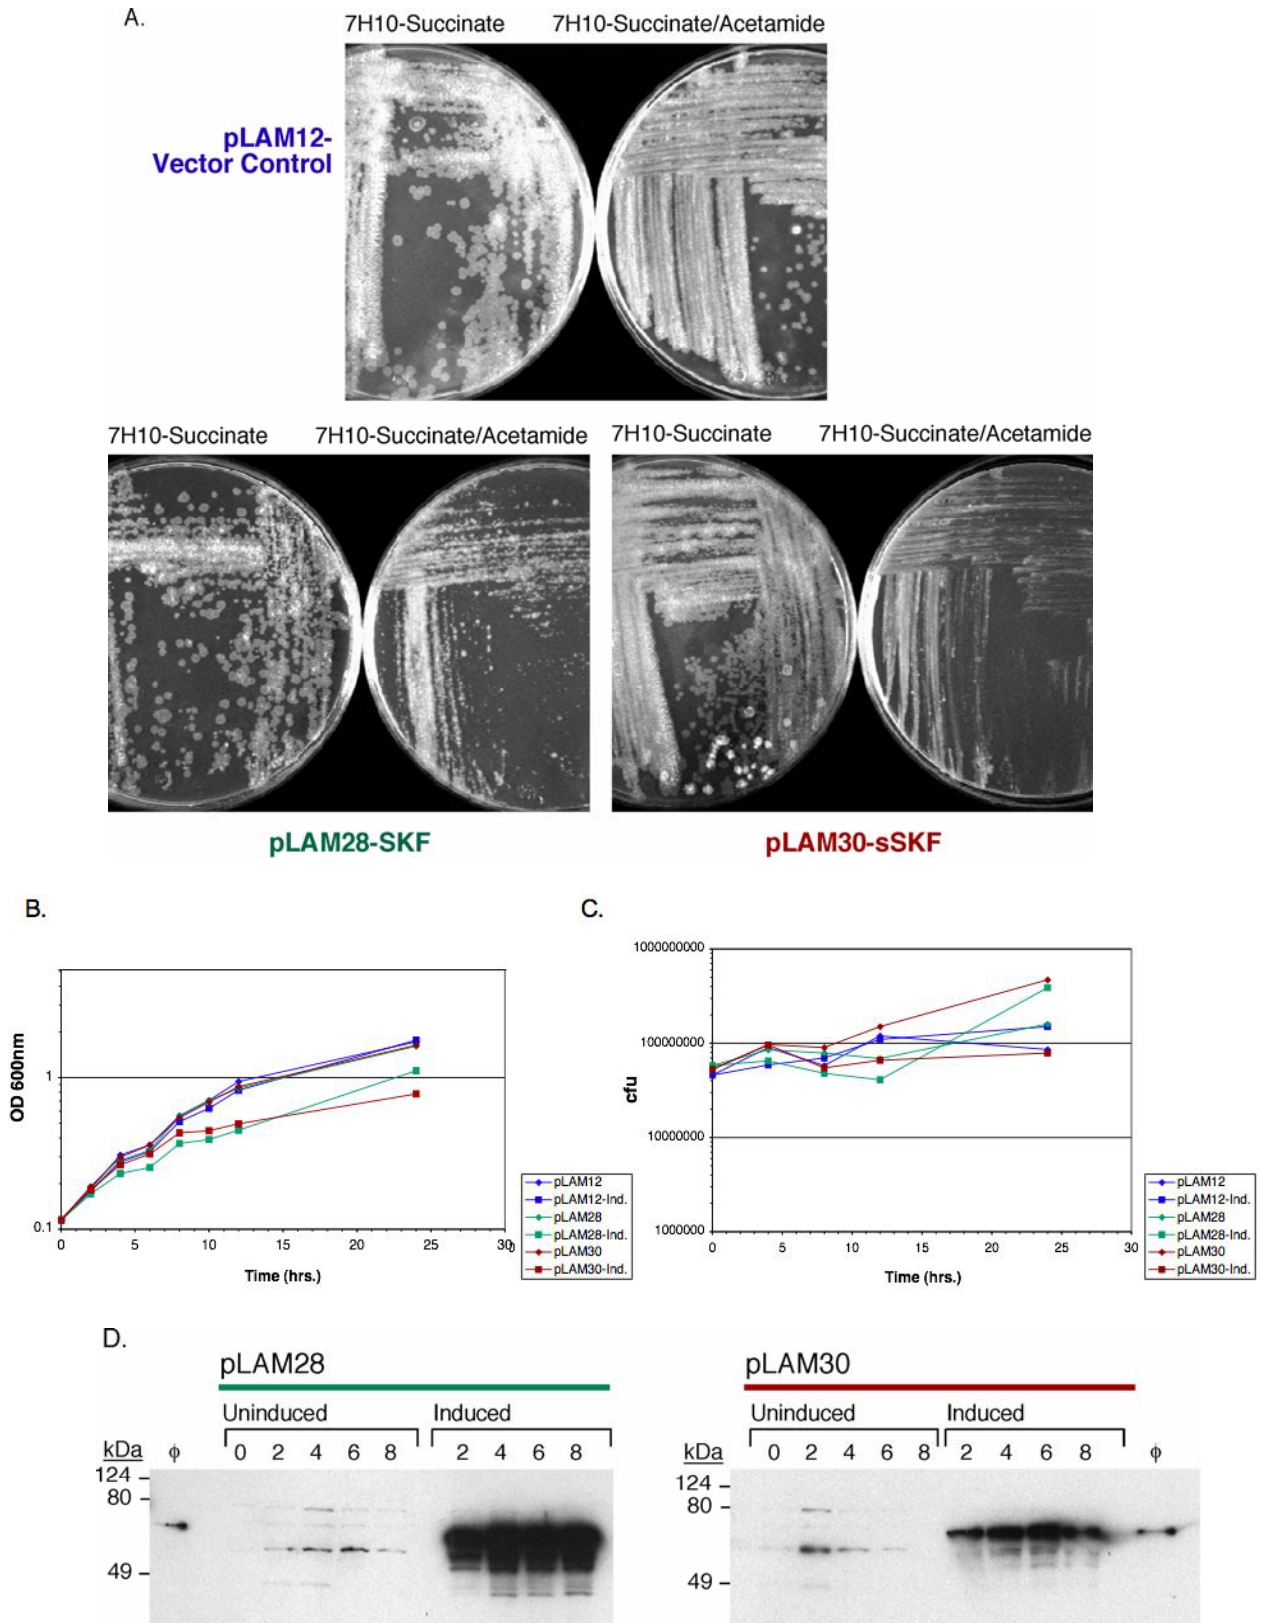 A.
7H10-Succinate 7H10-Succinate/Acetamide
pLAM12-
Vector Control
7H10-Succinate 7H10-Succinate/Acetamide 7H10-Succinate 7H10-Succinate/Acetamide
pLAM28-SKF pLAM30-sSKF
B.
OD 600nm
1
0.1
0 5 10 15 20 25 30
Time (hrs.)
pLAM12
pLAM12-Ind.
pLAM28
pLAM28-Ind.
pLAM30
pLAM30-Ind.
C.
cfu
1000000000
100000000
10000000
1000000
0 5 10 15 20 25 30
Time (hrs.)
pLAM12
pLAM12-Ind.
pLAM28
pLAM28-Ind.
pLAM30
pLAM30-Ind.
D.
pLAM28
Uninduced Induced
kDa ϕ 0 2 4 6 8 2 4 6 8
124
80
49
pLAM30
Uninduced Induced
kDa 0 2 4 6 8 2 4 6 8 ϕ
124
80
49